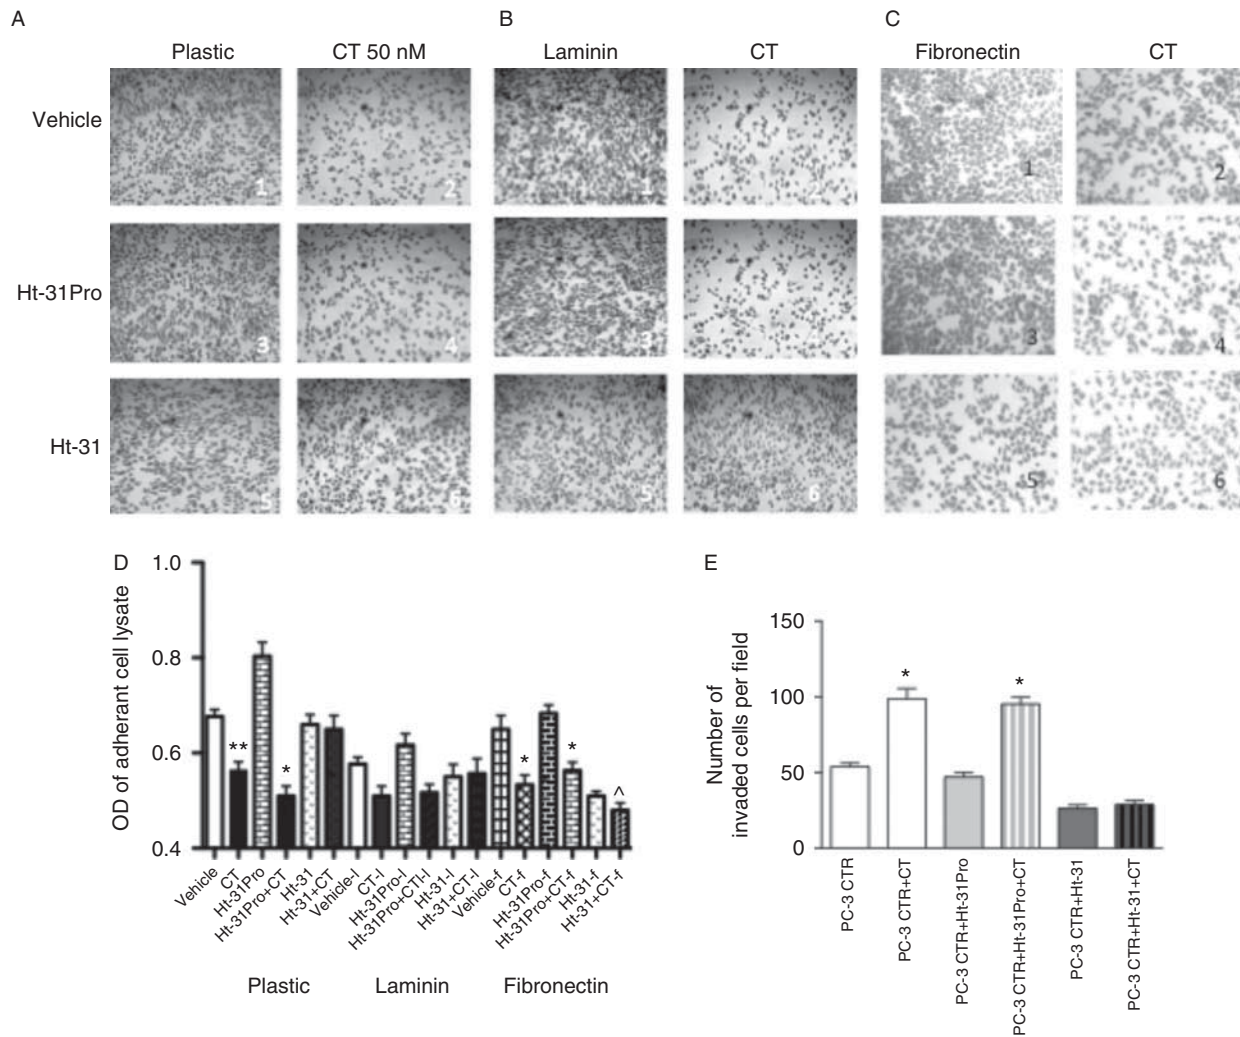 A
B
C
Plastic
CT 50 nM
Laminin
CT
Fibronectin
CT
Vehicle
1
2
1
2
1
2
Ht-31Pro
3
4
3
3
4
Ht-31
5
6
5
6
5
6
D
E
OD of adherant cell lysate
1.0
0.8
0.6
0.4
**
*
*
*
^
Vehicle
CT
Ht-31Pro
Ht-31Pro+CT
Ht-31
Ht-31+CT
Vehicle-l
CT-l
Ht-31Pro-l
Ht-31Pro+CTl-l
Ht-31-l
Ht-31+CT-l
Vehicle-f
CT-f
Ht-31Pro-f
Ht-31Pro+CT-f
Ht-31-f
Ht-31+CT-f
Plastic
Laminin
Fibronectin
Number of
invaded cells per field
150
100
50
0
*
*
PC-3 CTR
PC-3 CTR+CT
PC-3 CTR+Ht-31Pro
PC-3 CTR+Ht-31Pro+CT
PC-3 CTR+Ht-31
PC-3 CTR+Ht-31+CT